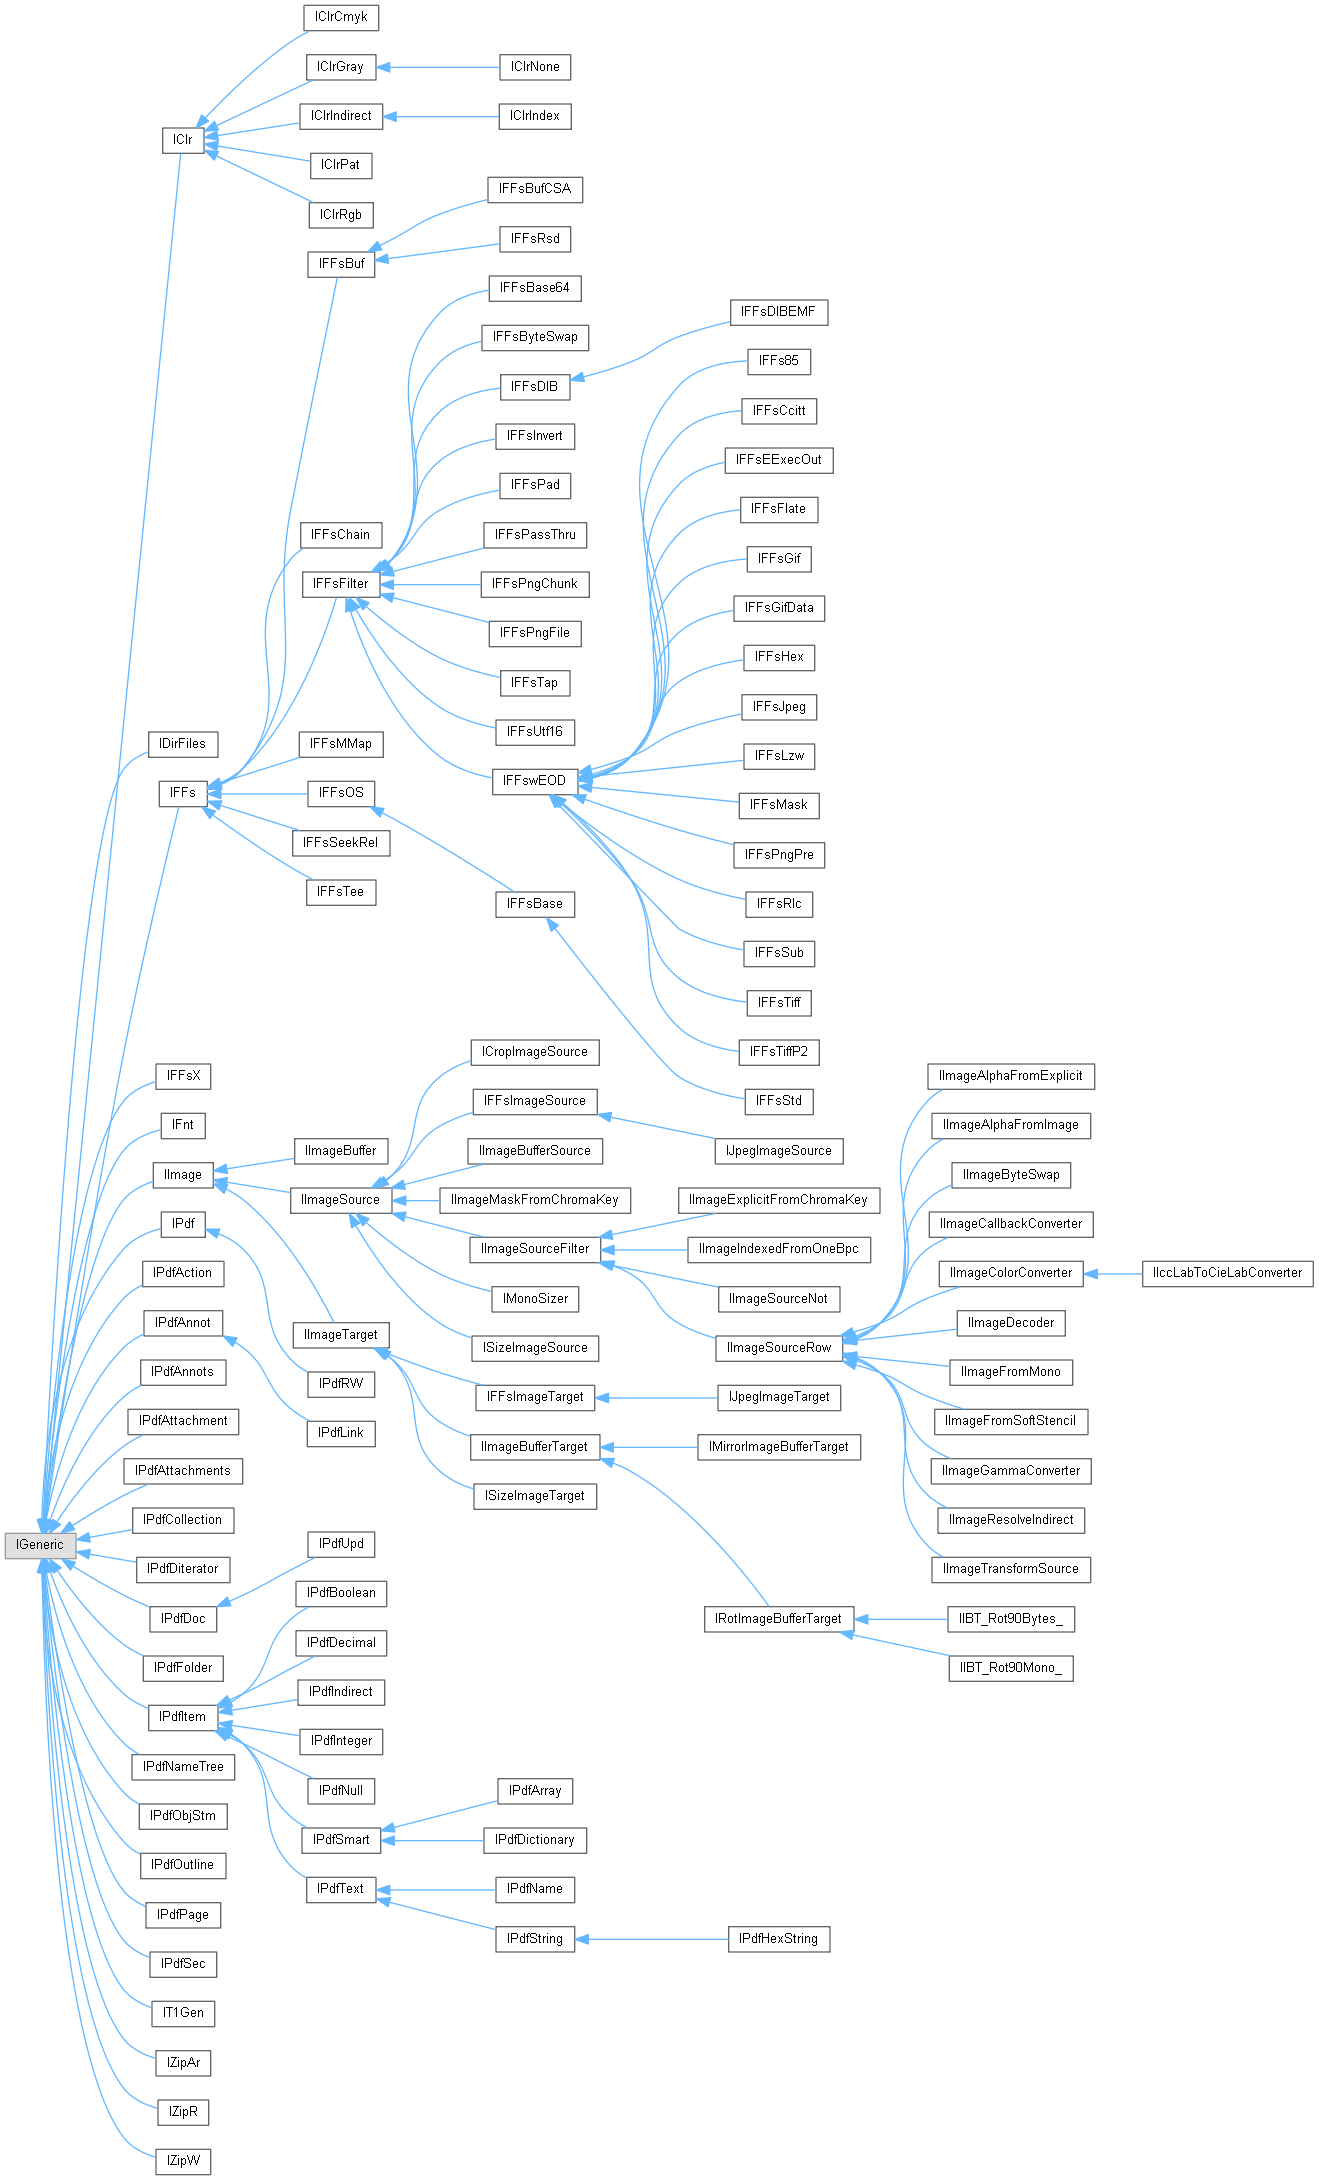 IClrCmyk
IClrGray
IClrNone
IClrIndirect
IClrIndex
IClr
IClrPat
IFFsBufCSA
IClrRgb
IFFsRsd
IFFsBuf
IFFsBase64
IFFsDIBEMF
IFFsByteSwap
IFFs85
IFFsDIB
IFFsCcitt
IFFsInvert
IFFsEExecOut
IFFsPad
IFFsFlate
IFFsChain
IFFsPassThru
IFFsGif
IFFsFilter
IFFsPngChunk
IFFsGifData
IFFsPngFile
IFFsHex
IFFsTap
IFFsJpeg
IFFsUtf16
IDirFiles
IFFsMMap
IFFsLzw
IFFswEOD
IFFs
IFFsOS
IFFsMask
IFFsSeekRel
IFFsPngPre
IFFsTee
IFFsBase
IFFsRlc
IFFsSub
IFFsTiff
ICropImageSource
IFFsTiffP2
IFFsX
IImageAlphaFromExplicit
IFFsImageSource
IFFsStd
IFnt
IImageAlphaFromImage
IImageBuffer
IImageBufferSource
IJpegImageSource
IImage
IImageByteSwap
IImageSource
IImageMaskFromChromaKey
IImageExplicitFromChromaKey
IPdf
IImageCallbackConverter
IImageSourceFilter
IImageIndexedFromOneBpc
IPdfAction
IImageColorConverter
IIccLabToCieLabConverter
IMonoSizer
IImageSourceNot
IPdfAnnot
IImageDecoder
IImageTarget
ISizeImageSource
IImageSourceRow
IPdfAnnots
IImageFromMono
IPdfRW
IFFsImageTarget
IJpegImageTarget
IPdfAttachment
IImageFromSoftStencil
IPdfLink
IImageBufferTarget
IMirrorImageBufferTarget
IPdfAttachments
IImageGammaConverter
ISizeImageTarget
IPdfCollection
IImageResolveIndirect
IGeneric
IPdfUpd
IPdfDiterator
IImageTransformSource
IPdfBoolean
IPdfDoc
IRotImageBufferTarget
IIBT_Rot90Bytes_
IPdfDecimal
IPdfFolder
IIBT_Rot90Mono_
IPdfIndirect
IPdfItem
IPdfInteger
IPdfNameTree
IPdfNull
IPdfArray
IPdfObjStm
IPdfSmart
IPdfDictionary
IPdfOutline
IPdfText
IPdfName
IPdfPage
IPdfString
IPdfHexString
IPdfSec
IT1Gen
IZipAr
IZipR
IZipW